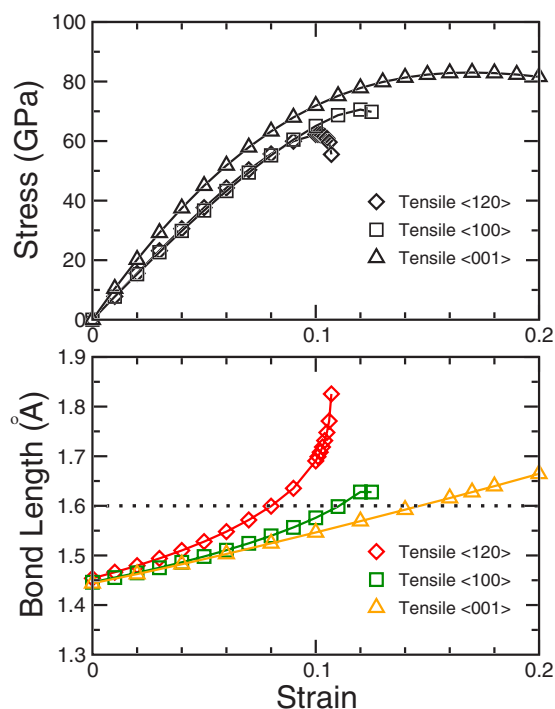 100
80
60
40
20
0
Stress (GPa)
Tensile <120>
Tensile <100>
Tensile <001>
0
0.1
0.2
1.9
1.8
1.7
1.6
1.5
1.4
1.3
Bond Length (Å)
Tensile <120>
Tensile <100>
Tensile <001>
0
0.1
0.2
Strain